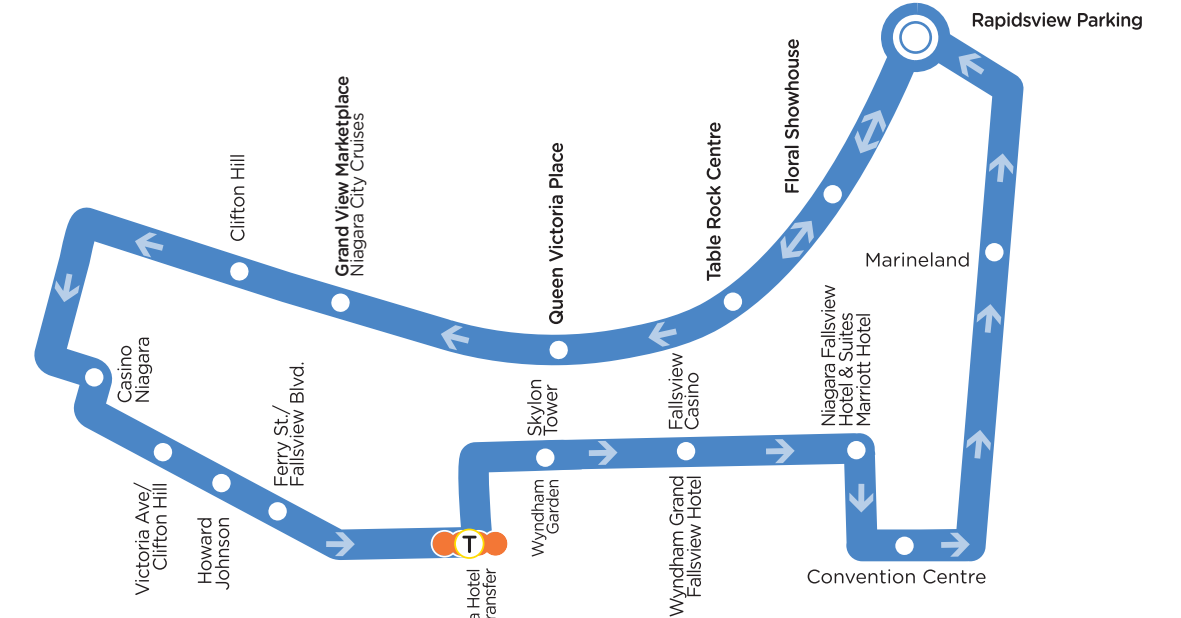 Rapidsview Parking
Floral Showhouse
Table Rock Centre
Queen Victoria Place
Grand View Marketplace
Niagara City Cruises
Clifton Hill
Marineland
Casino
Niagara
Ferry St./
Fallsview Blvd.
Skylon
Tower
Fallsview
Casino
Niagara Fallsview
Hotel & Suites
Marriott Hotel
Victoria Ave/
Clifton Hill
Howard
Johnson
T
Hotel
Wyndham
Garden
Wyndham Grand
Fallsview Hotel
Convention Centre